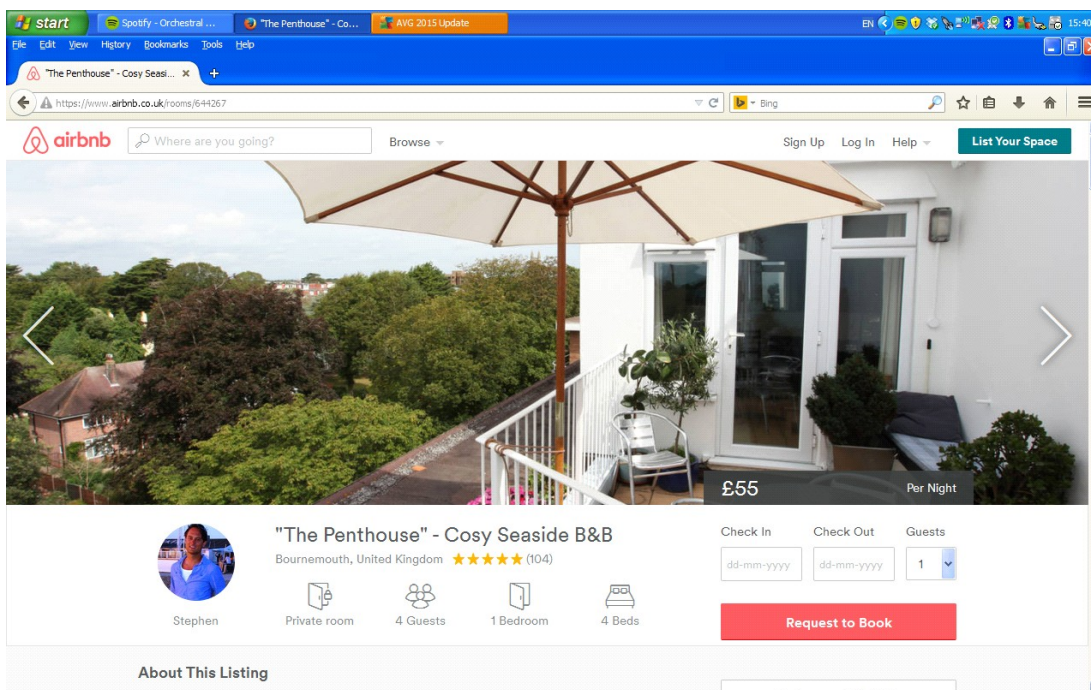 start Spotify - Orchestral ... "The Penthouse" - Co... AVG 2015 Update EN 15:40
File Edit View History Bookmarks Tools Help
"The Penthouse" - Cosy Seasi...
https://www.airbnb.co.uk/rooms/644267 Bing
airbnb Where are you going? Browse Sign Up Log In Help List Your Space
£55 Per Night
"The Penthouse" - Cosy Seaside B&B
Bournemouth, United Kingdom (104)
Check In Check Out Guests
dd-mm-yyyy dd-mm-yyyy 1
Stephen Private room 4 Guests 1 Bedroom 4 Beds
Request to Book
About This Listing